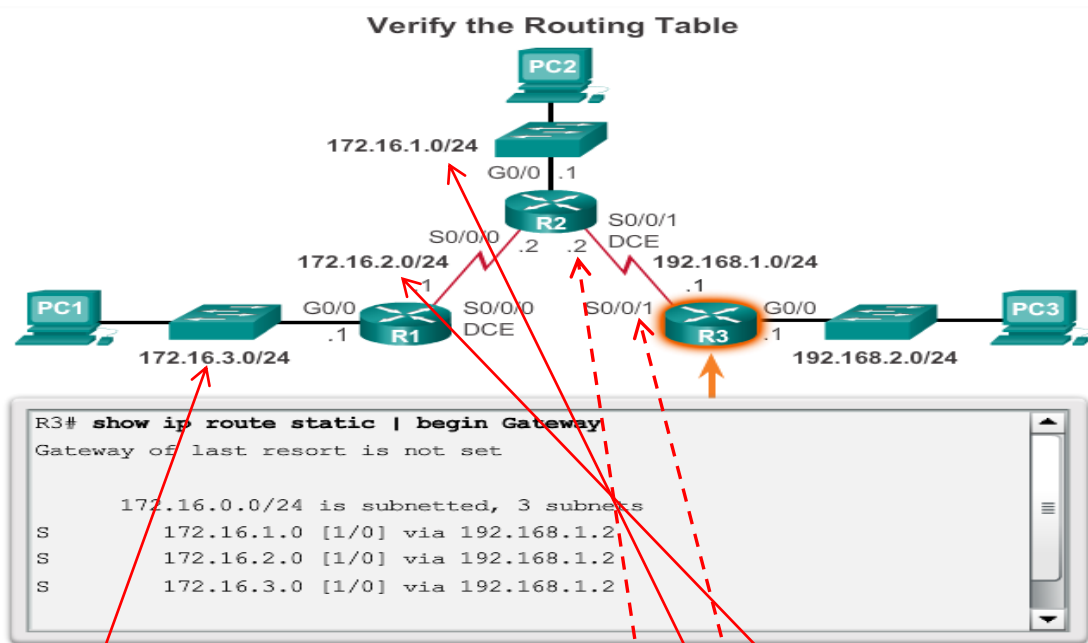 Verify the Routing Table
PC2
172.16.1.0/24
G0/0 .1
R2
S0/0/0 .2
.2 S0/0/1
DCE
172.16.2.0/24
.1
192.168.1.0/24
.1
PC1
G0/0
.1
R1
S0/0/0
DCE
S0/0/1
R3
G0/0
.1
PC3
172.16.3.0/24
192.168.2.0/24
R3# show ip route static | begin Gateway
Gateway of last resort is not set
172.16.0.0/24 is subnetted, 3 subnets
S 172.16.1.0 [1/0] via 192.168.1.2
S 172.16.2.0 [1/0] via 192.168.1.2
S 172.16.3.0 [1/0] via 192.168.1.2